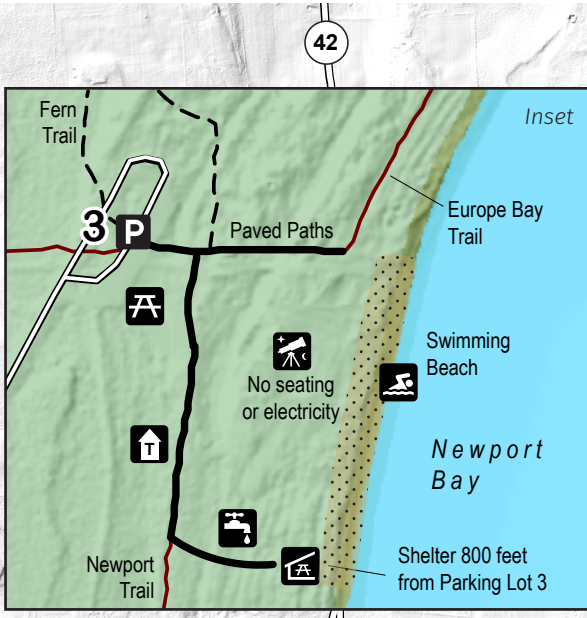 42
Inset
Fern
Trail
3
P
Paved Paths
Europe Bay
Trail
Swimming
Beach
No seating
or electricity
T
Newport
Bay
Newport
Trail
Shelter 800 feet
from Parking Lot 3